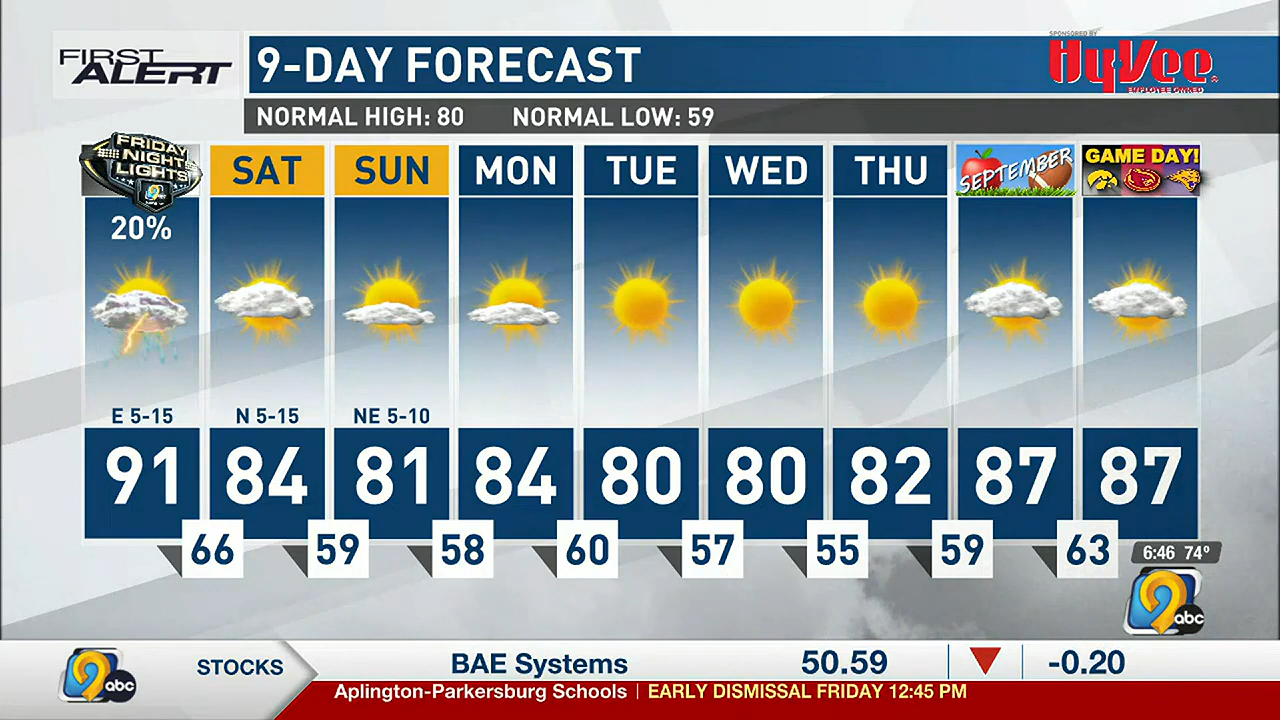 FIRST ALERT
9-DAY FORECAST
SPONSORED BY
HyVee
EMPLOYEE OWNED
NORMAL HIGH: 80 NORMAL LOW: 59
FRIDAY NIGHT LIGHTS
SAT SUN MON TUE WED THU SEPTEMBER GAME DAY!
20%
E 5-15 N 5-15 NE 5-10
91 84 81 84 80 80 82 87 87
66 59 58 60 57 55 59 63
6:46 74°
9 abc
9 abc STOCKS BAE Systems 50.59 -0.20
Aplington-Parkersburg Schools | EARLY DISMISSAL FRIDAY 12:45 PM